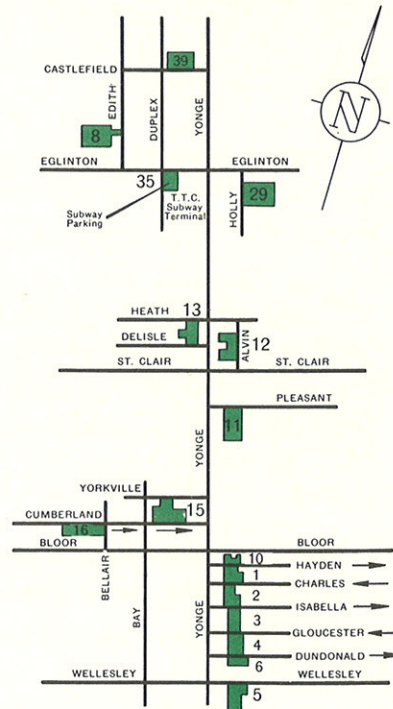 39
CASTLEFIELD
EDITH
DUPLEX
YONGE
N
8
EGLINTON
EGLINTON
35
Subway
Parking
T.T.C.
Subway
Terminal
HOLLY
29
HEATH
13
DELISLE
ALVIN
12
ST. CLAIR
ST. CLAIR
PLEASANT
11
YONGE
YORKVILLE
15
CUMBERLAND
16
BLOOR
BLOOR
BELLAIR
BAY
YONGE
10
HAYDEN
1
CHARLES
2
ISABELLA
3
GLOUCESTER
4
DUNDONALD
6
WELLESLEY
WELLESLEY
5